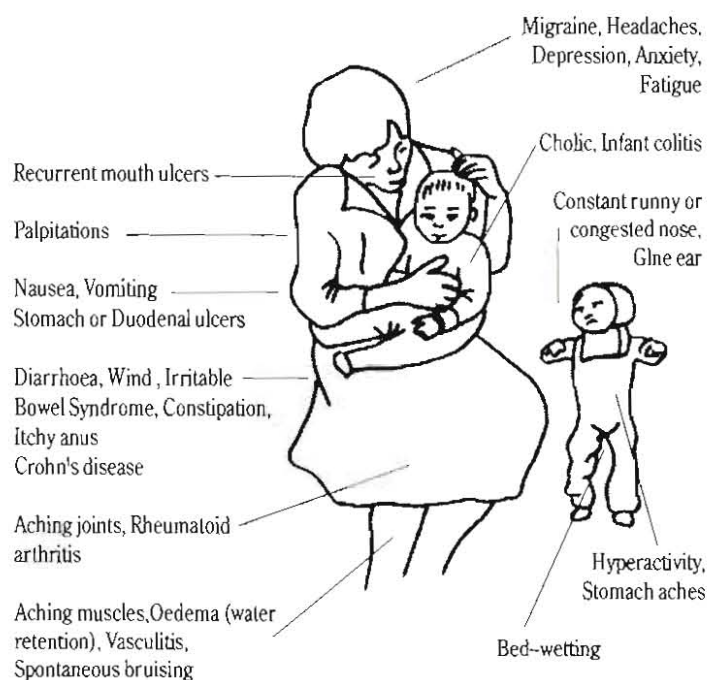 Migraine, Headaches,
Depression, Anxiety,
Fatigue
Cholic, Infant colitis
Recurrent mouth ulcers
Constant runny or
congested nose,
Glne ear
Palpitations
Nausea, Vomiting
Stomach or Duodenal ulcers
Diarrhoea, Wind , Irritable
Bowel Syndrome, Constipation,
Itchy anus
Crohn's disease
Aching joints, Rheumatoid
arthritis
Hyperactivity,
Stomach aches
Aching muscles,Oedema (water
retention), Vasculitis,
Spontaneous bruising
Bed-wetting